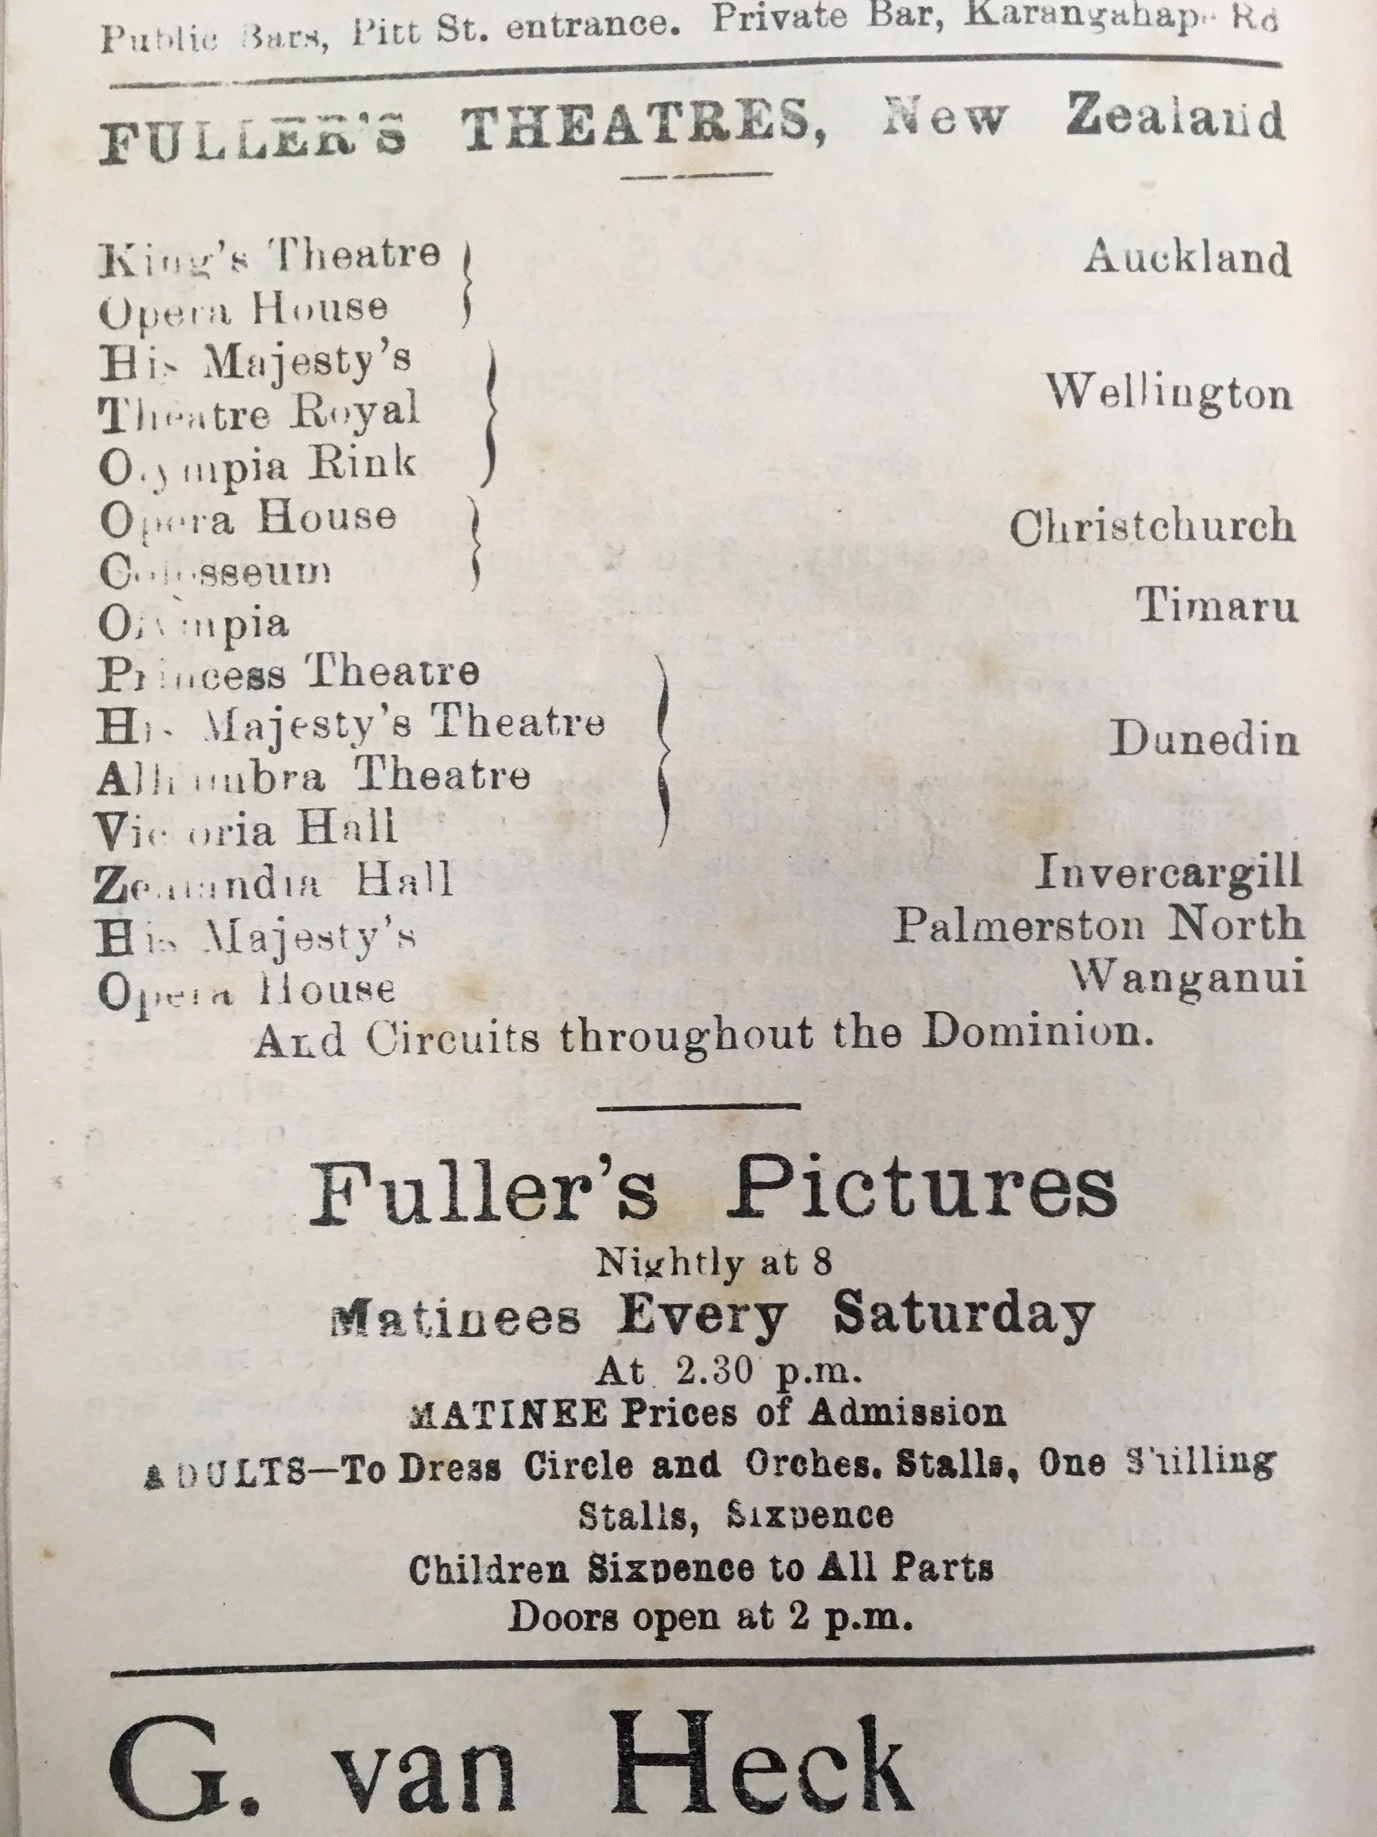 Public Bars, Pitt St. entrance. Private Bar, Karangahape Rd
FULLER'S THEATRES, New Zealand
King's Theatre
Opera House
} Auckland
His Majesty's
Theatre Royal
Olympia Rink
} Wellington
Opera House
Colosseum
} Christchurch
Olympia Timaru
Princess Theatre
His Majesty's Theatre
Alhambra Theatre
Victoria Hall
} Dunedin
Zealandia Hall Invercargill
His Majesty's Palmerston North
Opera House Wanganui
And Circuits throughout the Dominion.
Fuller's Pictures
Nightly at 8
Matinees Every Saturday
At 2.30 p.m.
MATINEE Prices of Admission
ADULTS—To Dress Circle and Orches. Stalls, One Shilling
Stalls, Sixpence
Children Sixpence to All Parts
Doors open at 2 p.m.
G. van Heck